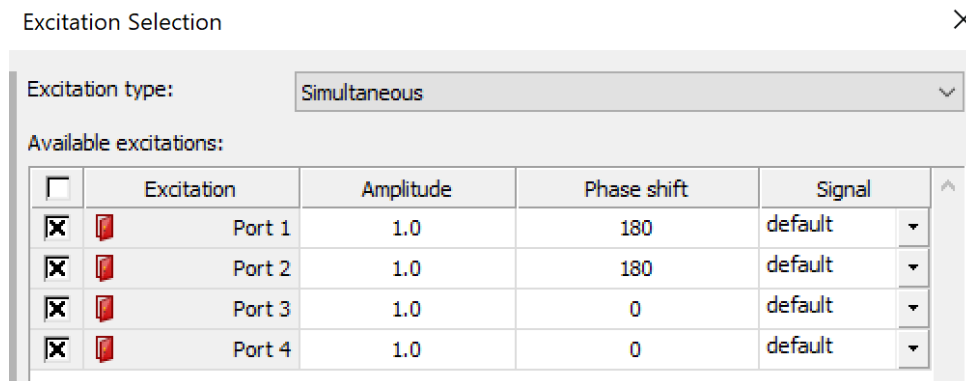 Excitation Selection
Excitation type: Simultaneous
Available excitations:
Excitation Amplitude Phase shift Signal
Port 1 1.0 180 default
Port 2 1.0 180 default
Port 3 1.0 0 default
Port 4 1.0 0 default